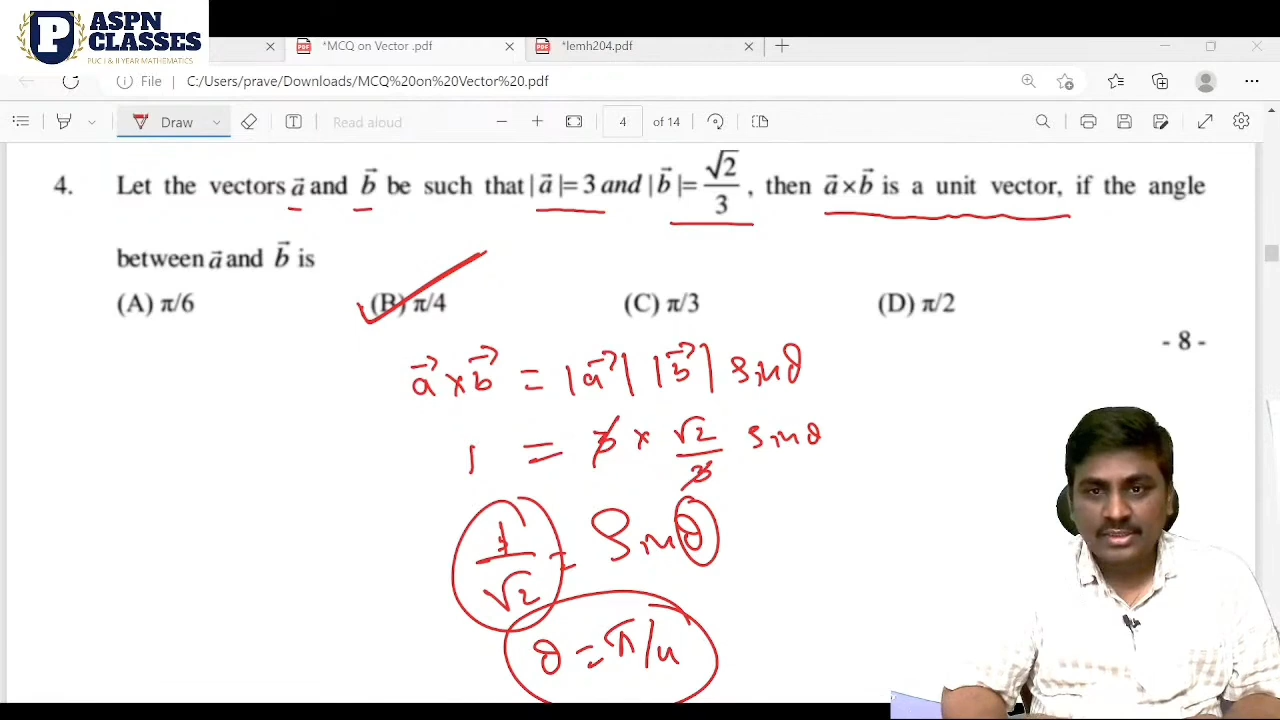 ASPN
CLASSES
PUC I & II YEAR MATHEMATICS
P
*MCQ on Vector .pdf
*lemh204.pdf
File
C:/Users/prave/Downloads/MCQ%20on%20Vector%20.pdf
Draw
Read aloud
4
of 14
4. Let the vectors a⃗ and b⃗ be such that |a⃗|=3 and |b⃗|=√2/3, then a⃗×b⃗ is a unit vector, if the angle
between a⃗ and b⃗ is
(A) π/6 (B) π/4 (C) π/3 (D) π/2
- 8 -
a⃗ × b⃗ = |a⃗| |b⃗| sinθ
1 = 3 × √2/3 sinθ
1/√2 = sinθ
θ = π/4